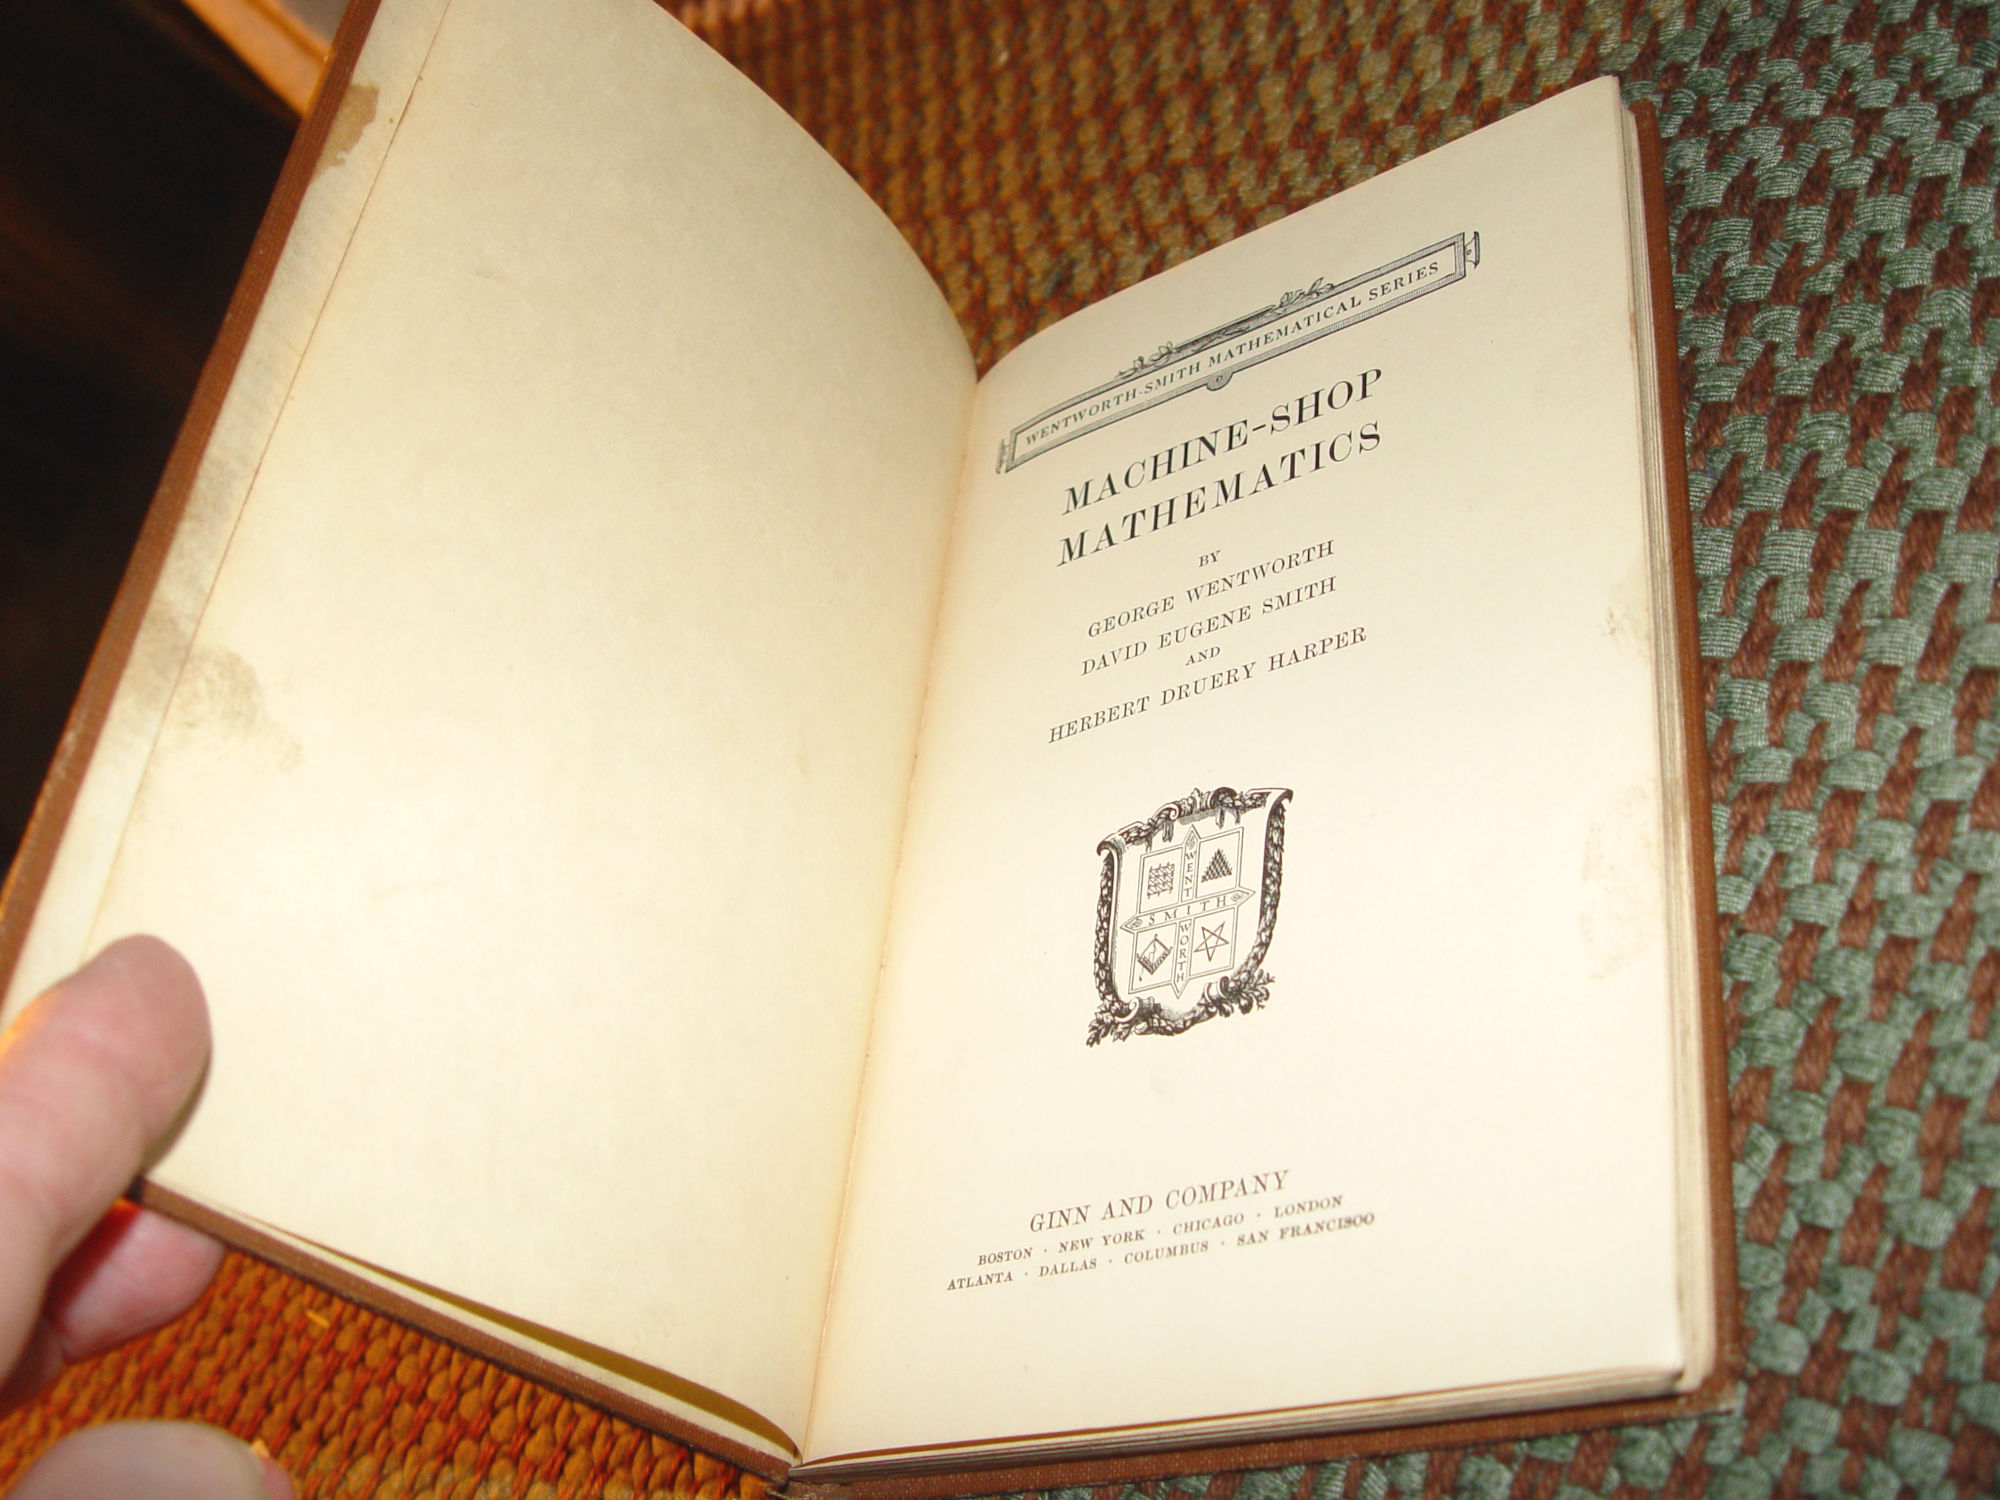 WENTWORTH-SMITH MATHEMATICAL SERIES
MACHINE-SHOP
MATHEMATICS
BY
GEORGE WENTWORTH
DAVID EUGENE SMITH
AND
HERBERT DRUERY HARPER
WENT
SMITH
WORTH
GINN AND COMPANY
BOSTON · NEW YORK · CHICAGO · LONDON
ATLANTA · DALLAS · COLUMBUS · SAN FRANCISCO